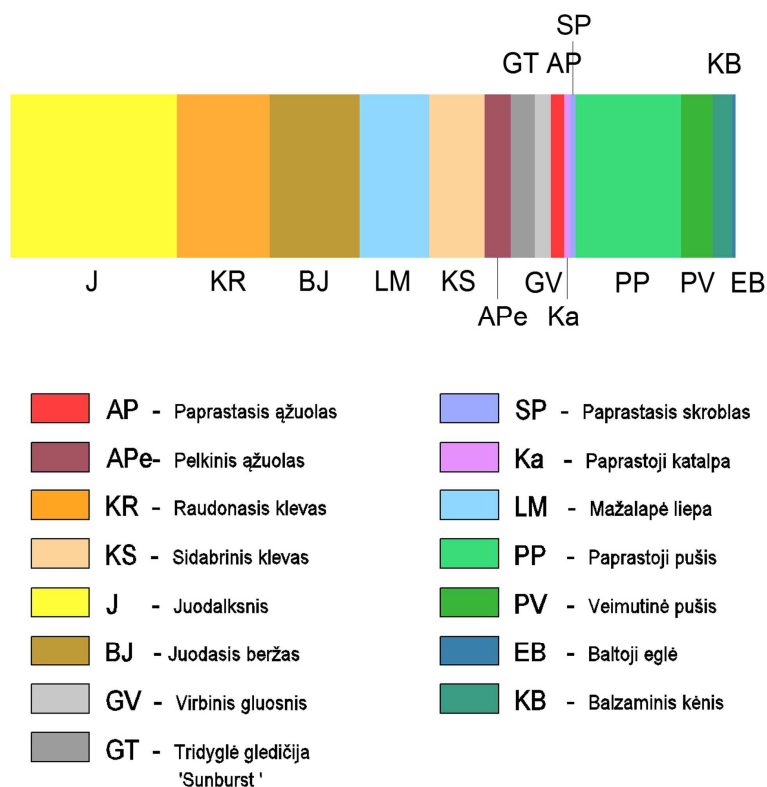 SP
GT AP KB
J KR BJ LM KS GV PP PV EB
APe Ka
AP - Paprastasis ąžuolas
APe- Pelkinis ąžuolas
KR - Raudonasis klevas
KS - Sidabrinis klevas
J - Juodalksnis
BJ - Juodasis beržas
GV - Virbinis gluosnis
GT - Tridyglė gledičija
'Sunburst '
SP - Paprastasis skroblas
Ka - Paprastoji katalpa
LM - Mažalapė liepa
PP - Paprastoji pušis
PV - Veimutinė pušis
EB - Baltoji eglė
KB - Balzaminis kėnis